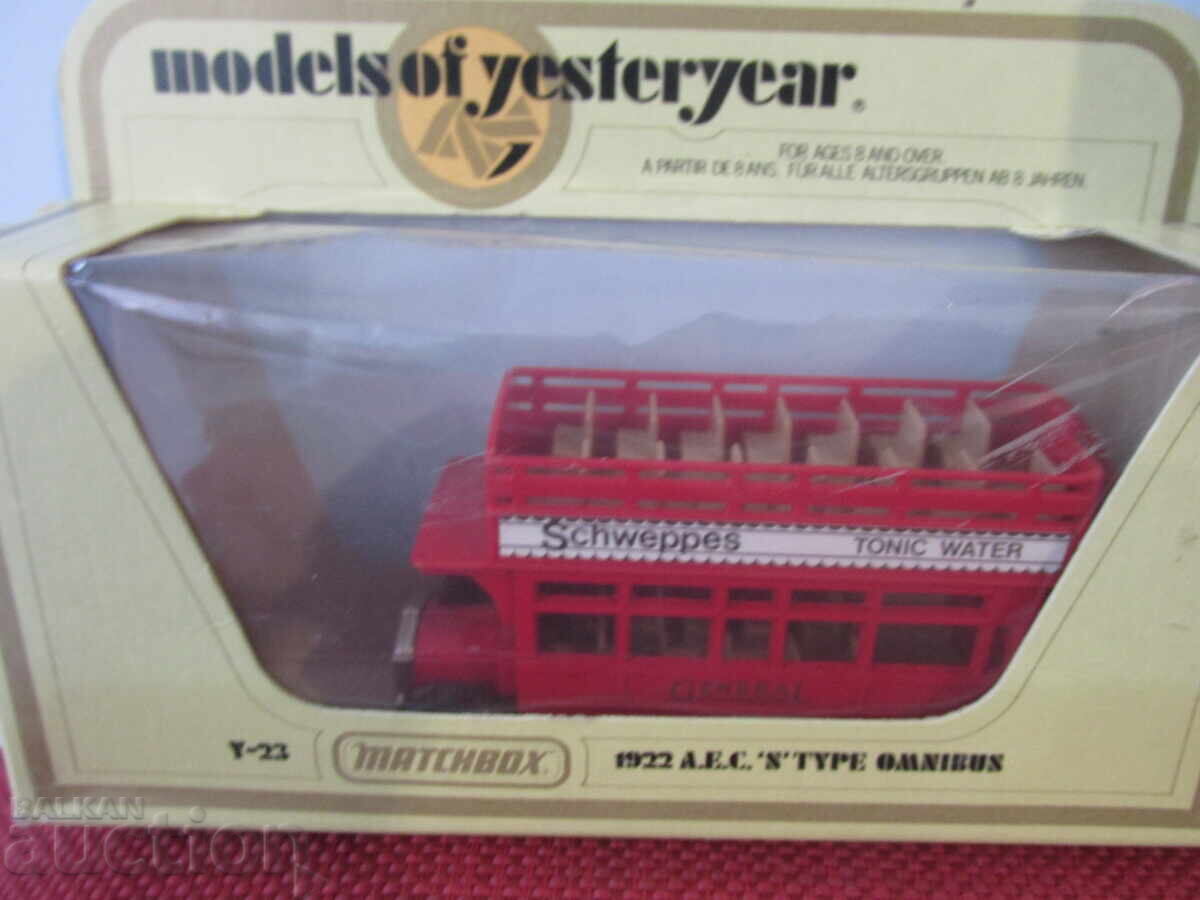 models of yesteryear®
FOR AGES 8 AND OVER
A PARTIR DE 8 ANS. FÜR ALLE ALTERSGRUPPEN AB 8 JAHREN.
Schweppes TONIC WATER
GENERAL
Y-23 MATCHBOX 1922 A.E.C. 'S' TYPE OMNIBUS
BALKAN
auction